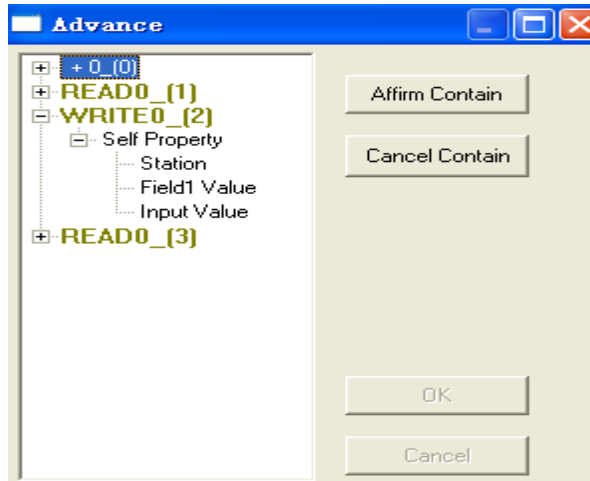 Advance
+ 0_(0)
READ0_(1)
WRITE0_(2)
Self Property
Station
Field1 Value
Input Value
READ0_(3)
Affirm Contain
Cancel Contain
OK
Cancel